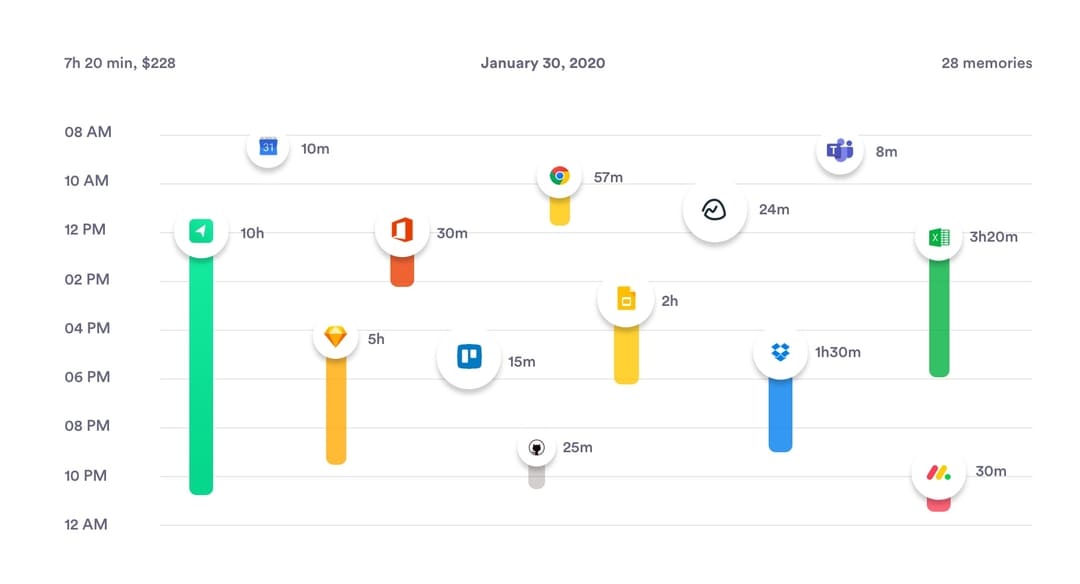 7h 20 min, $228
January 30, 2020
28 memories
08 AM
31
10m
T
8m
10 AM
57m
24m
12 PM
10h
30m
X
3h20m
02 PM
2h
04 PM
5h
15m
1h30m
06 PM
08 PM
25m
10 PM
30m
12 AM